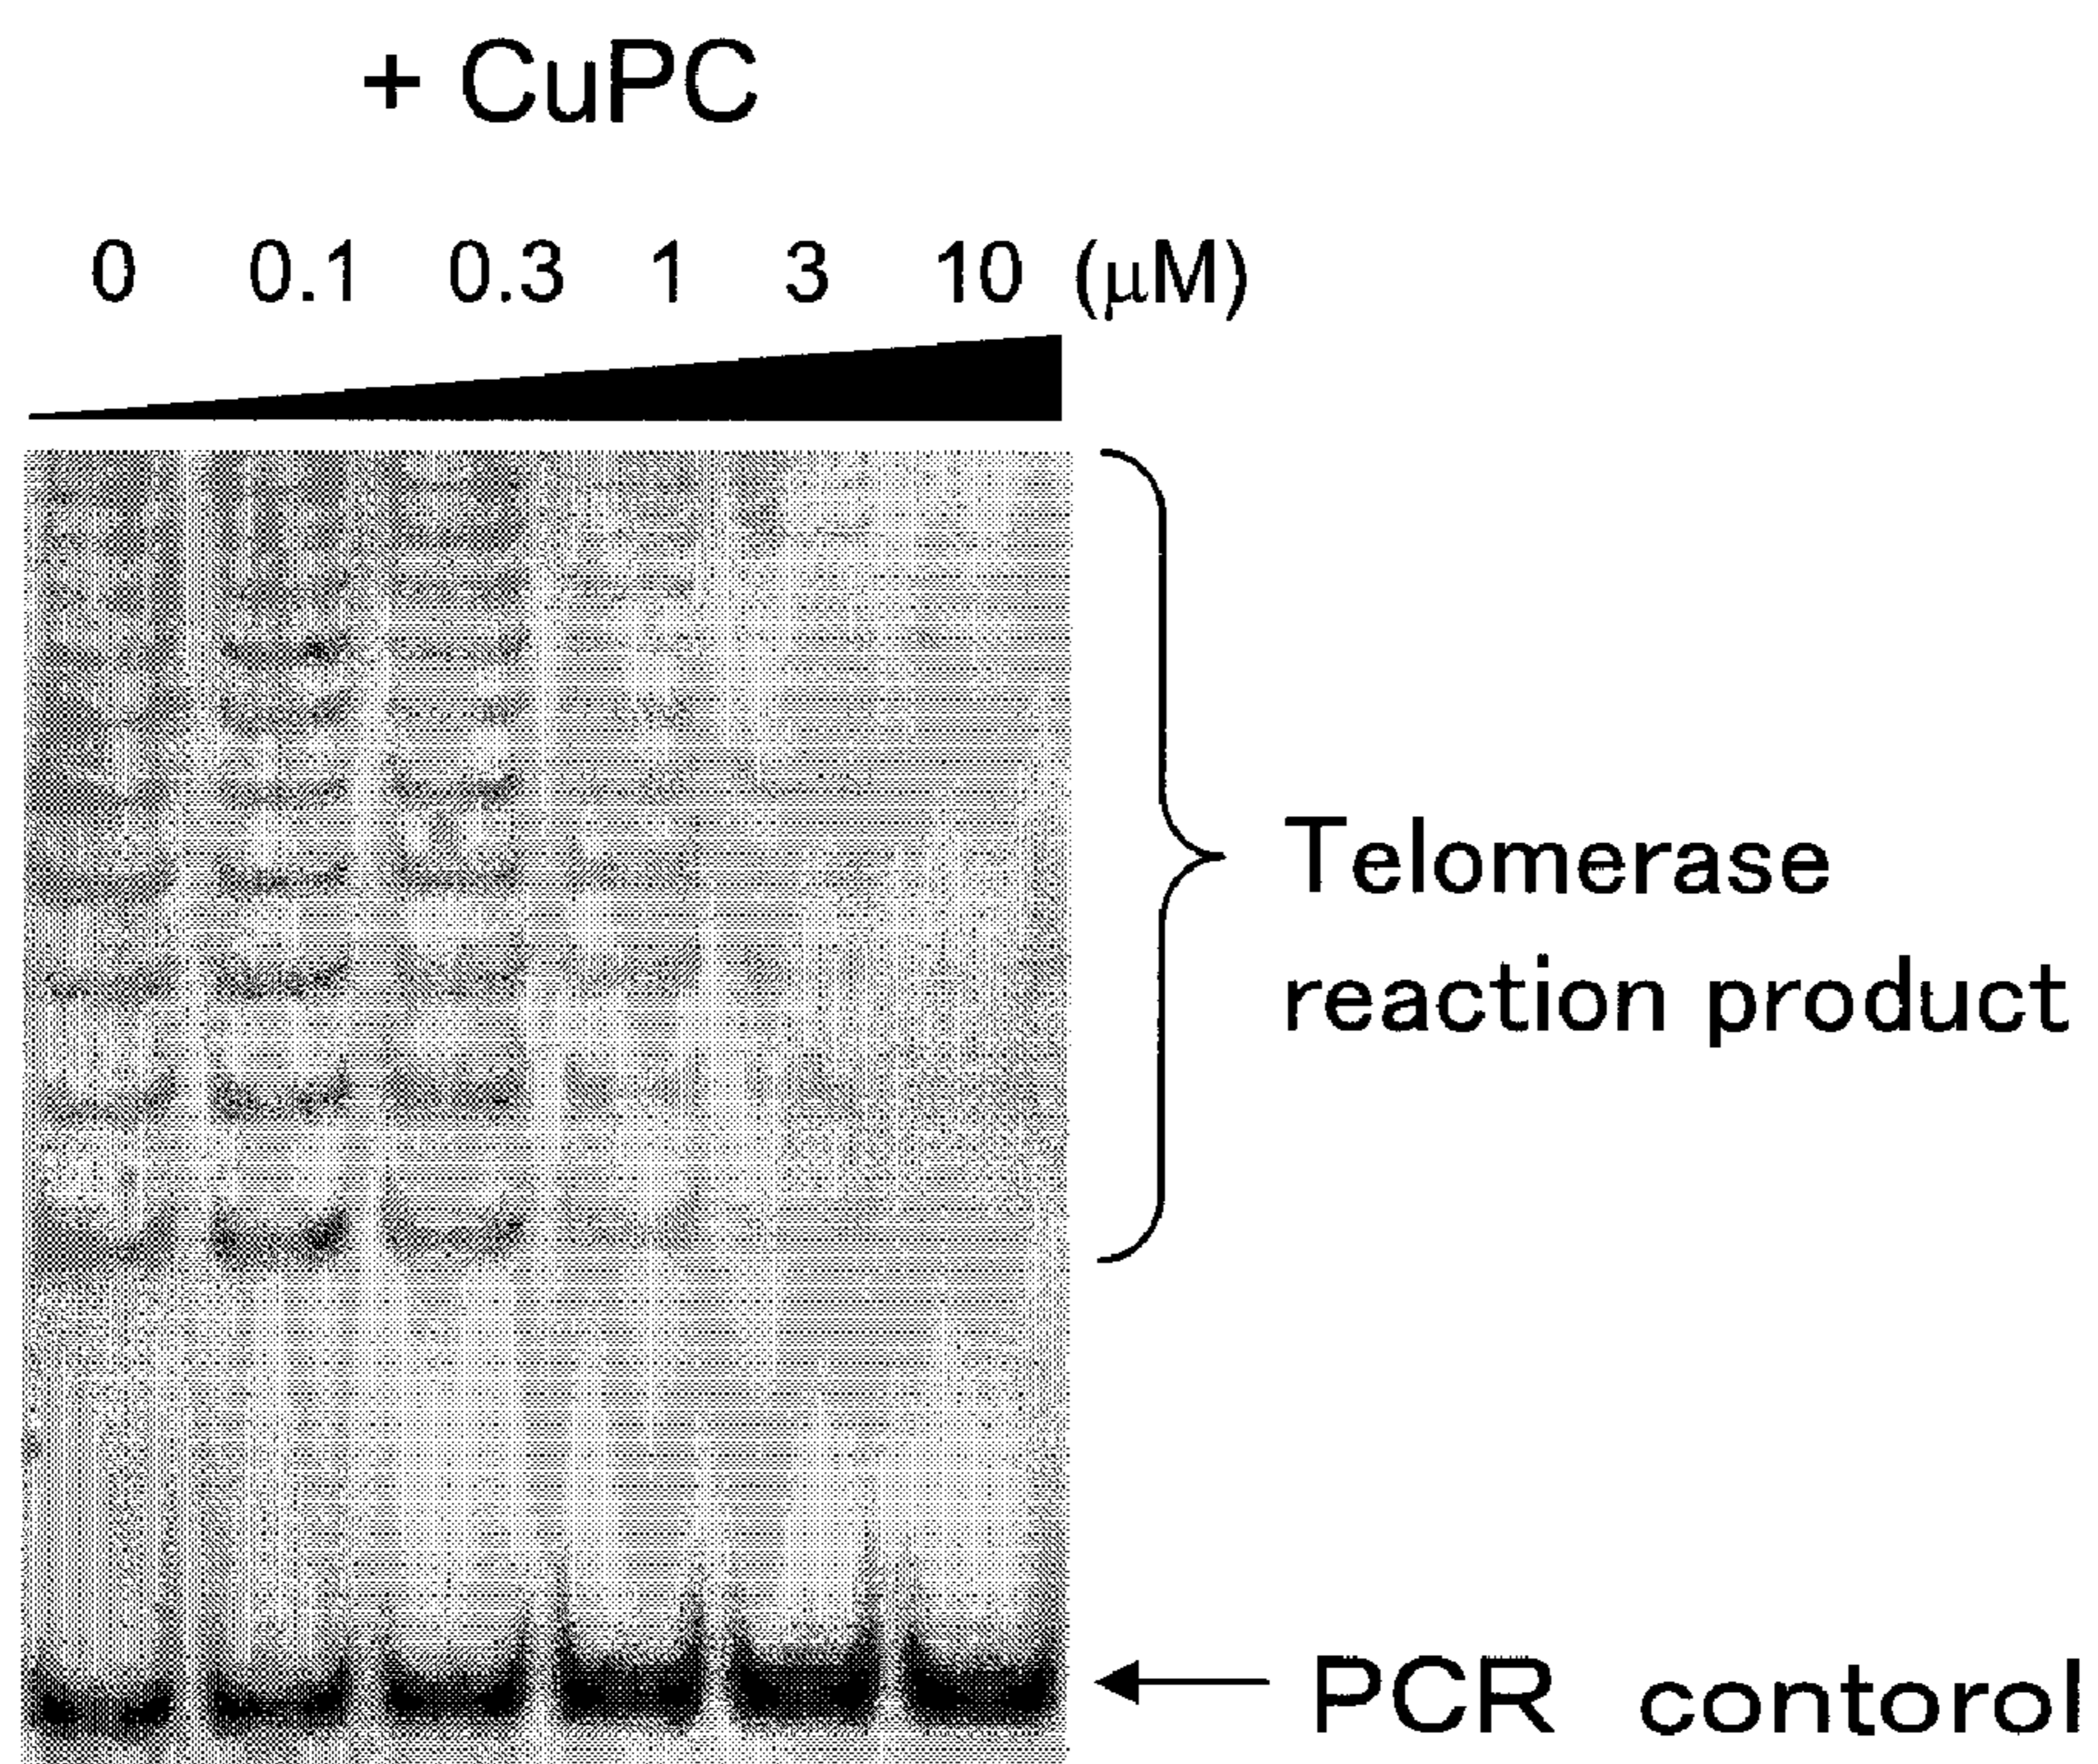 + CuPC
0 0.1 0.3 1 3 10 (μM)
Telomerase
reaction product
PCR contorol